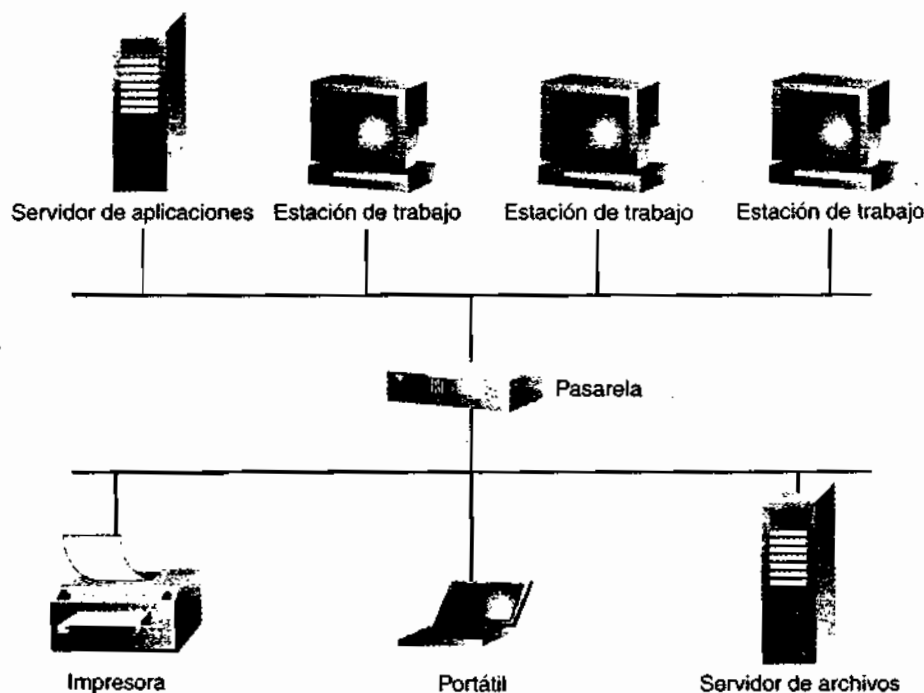 Servidor de aplicaciones
Estación de trabajo
Estación de trabajo
Estación de trabajo
Pasarela
Impresora
Portátil
Servidor de archivos